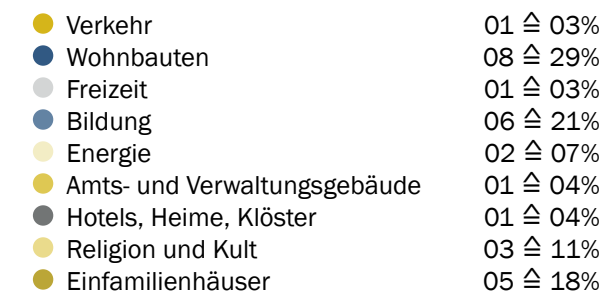 Verkehr 01 ≙ 03%
Wohnbauten 08 ≙ 29%
Freizeit 01 ≙ 03%
Bildung 06 ≙ 21%
Energie 02 ≙ 07%
Amts- und Verwaltungsgebäude 01 ≙ 04%
Hotels, Heime, Klöster 01 ≙ 04%
Religion und Kult 03 ≙ 11%
Einfamilienhäuser 05 ≙ 18%